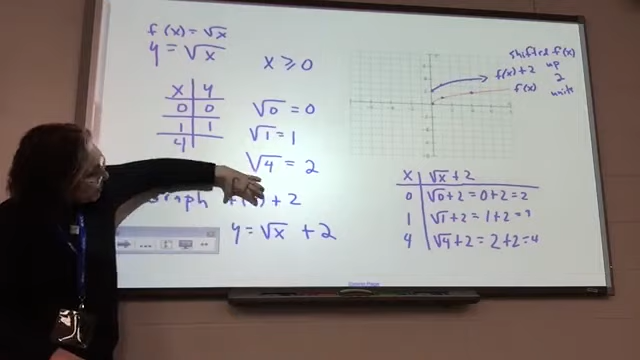 f(x) = √x
y = √x
x ≥ 0
x | y
0 | 0
1 | 1
4 |
√0 = 0
√1 = 1
√4 = 2
Graph + 2
y = √x + 2
shifted f(x)
up
2
units
f(x) + 2
f(x)
x | √x + 2
0 | √0 + 2 = 0 + 2 = 2
1 | √1 + 2 = 1 + 2 =
4 | √4 + 2 = 2 + 2 = 4